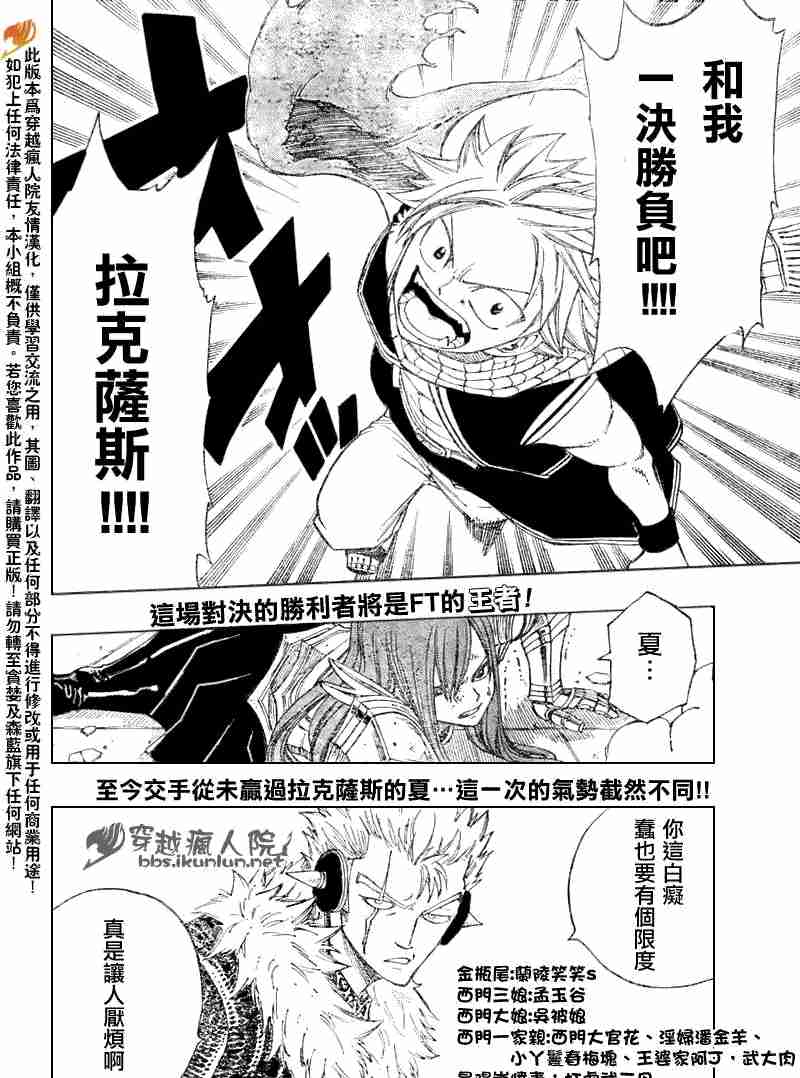 和我
一決勝負吧!!!!
拉克薩斯!!!!
這場對決的勝利者將是FT的王者!
夏…
至今交手從未贏過拉克薩斯的夏…這一次的氣勢截然不同!!
你這白癡
蠢也要有個限度
真是讓人厭煩啊
穿越瘋人院
bbs.ikunlun.net
金瓶尾:蘭陵笑笑s
西門三娘:孟玉谷
西門大娘:吳被娘
西門一家親:西門大官花、淫婦潘金羊、
小丫鬟春梅塊、王婆家阿丁,武大肉
此版本爲穿越瘋人院友情漢化,僅供學習交流之用,其圖、翻譯以及任何部分不得進行修改或用于任何商業用途!
如犯上任何法律責任,本小組概不負責。若您喜歡此作品,請購買正版!請勿轉至貪婪及森藍旗下任何網站!